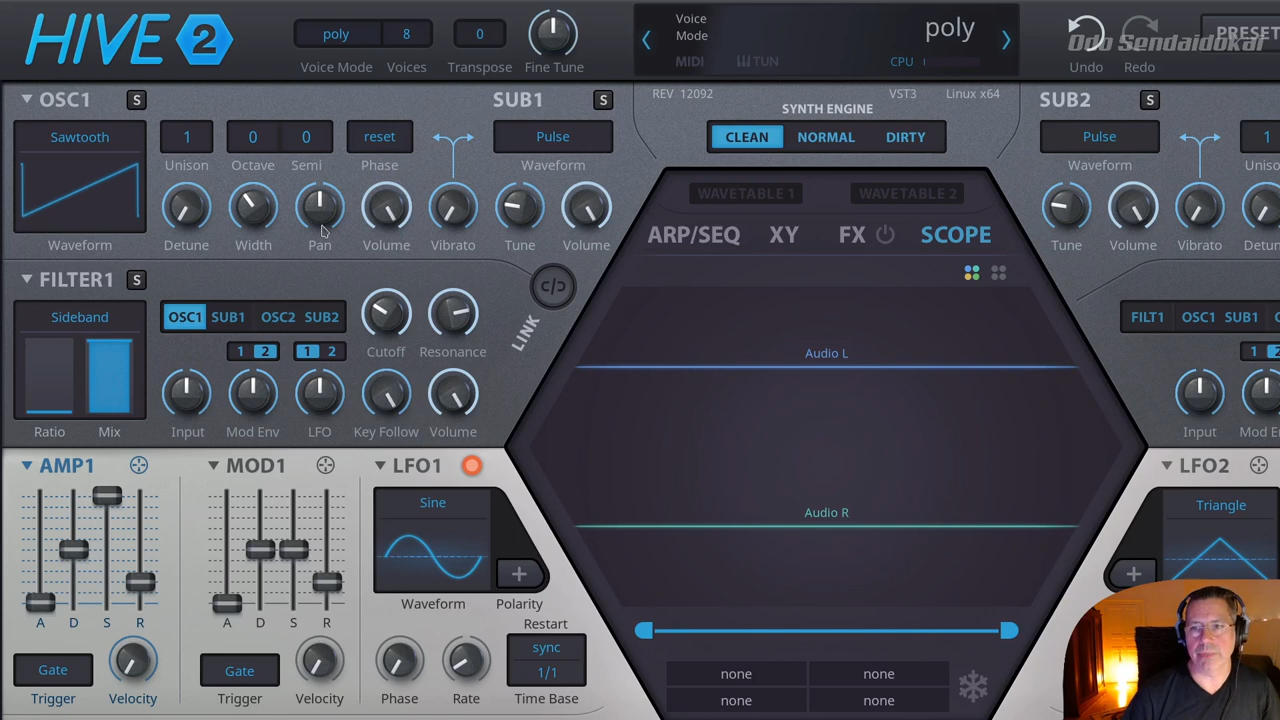 HIVE 2
poly 8 0
Voice Mode Voices Transpose Fine Tune
Voice Mode poly
MIDI TUN CPU
Undo Redo
PRESET
Odo Sendaidokai
OSC1 S
Sawtooth
Waveform
1 0 0 reset
Unison Octave Semi Phase
Detune Width Pan Volume Vibrato
SUB1 S
Pulse
Waveform
Tune Volume
REV 12092 VST3 Linux x64
SYNTH ENGINE
CLEAN NORMAL DIRTY
WAVETABLE 1 WAVETABLE 2
ARP/SEQ XY FX SCOPE
Audio L
Audio R
none none
none none
SUB2 S
Pulse 1
Waveform Uniso
Tune Volume Vibrato Detun
FILTER1 S
Sideband
Ratio Mix
OSC1 SUB1 OSC2 SUB2
1 2 1 2
Cutoff Resonance
Input Mod Env LFO Key Follow Volume
LINK
FILT1 OSC1 SUB1 O
1 2
Input Mod E
AMP1
A D S R
Gate
Trigger Velocity
MOD1
A D S R
Gate
Trigger Velocity
LFO1
Sine
Waveform Polarity
Restart
sync
1/1
Phase Rate Time Base
LFO2
Triangle